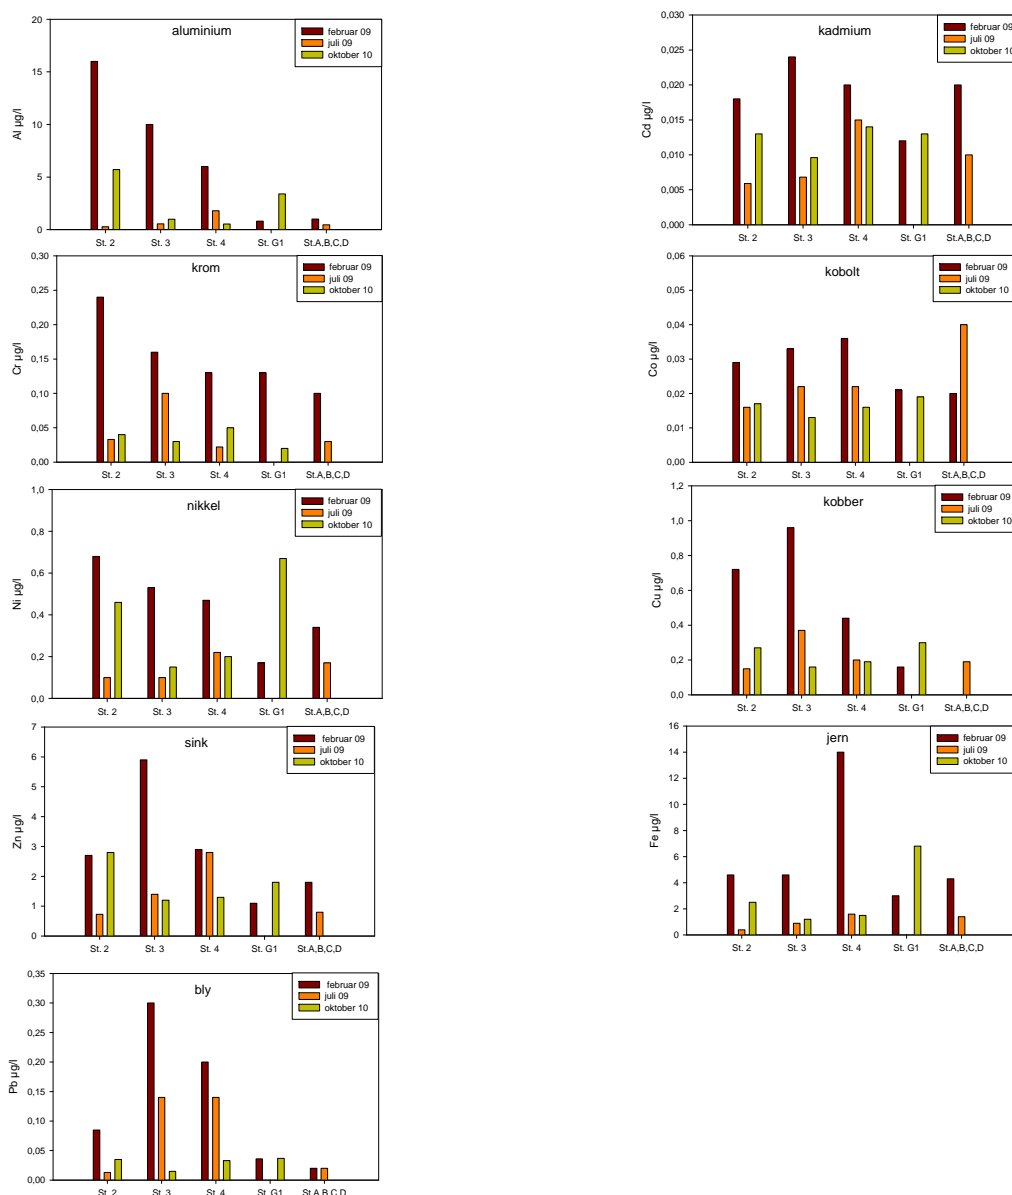 aluminium
februar 09
juli 09
oktober 10
Al µg/l
20
15
10
5
0
St. 2 St. 3 St. 4 St. G1 St.A,B,C,D
kadmium
februar 09
juli 09
oktober 10
Cd µg/l
0,030
0,025
0,020
0,015
0,010
0,005
0,000
St. 2 St. 3 St. 4 St. G1 St.A,B,C,D
krom
februar 09
juli 09
oktober 10
Cr µg/l
0,30
0,25
0,20
0,15
0,10
0,05
0,00
St. 2 St. 3 St. 4 St. G1 St.A,B,C,D
kobolt
februar 09
juli 09
oktober 10
Co µg/l
0,06
0,05
0,04
0,03
0,02
0,01
0,00
St. 2 St. 3 St. 4 St. G1 St.A,B,C,D
nikkel
februar 09
juli 09
oktober 10
Ni µg/l
1,0
0,8
0,6
0,4
0,2
0,0
St. 2 St. 3 St. 4 St. G1 St.A,B,C,D
kobber
februar 09
juli 09
oktober 10
Cu µg/l
1,2
1,0
0,8
0,6
0,4
0,2
0,0
St. 2 St. 3 St. 4 St. G1 St.A,B,C,D
sink
februar 09
juli 09
oktober 10
Zn µg/l
7
6
5
4
3
2
1
0
St. 2 St. 3 St. 4 St. G1 St.A,B,C,D
jern
februar 09
juli 09
oktober 10
Fe µg/l
16
14
12
10
8
6
4
2
0
St. 2 St. 3 St. 4 St. G1 St.A,B,C,D
bly
februar 09
juli 09
oktober 10
Pb µg/l
0,35
0,30
0,25
0,20
0,15
0,10
0,05
0,00
St. 2 St. 3 St. 4 St. G1 St.A,B,C,D